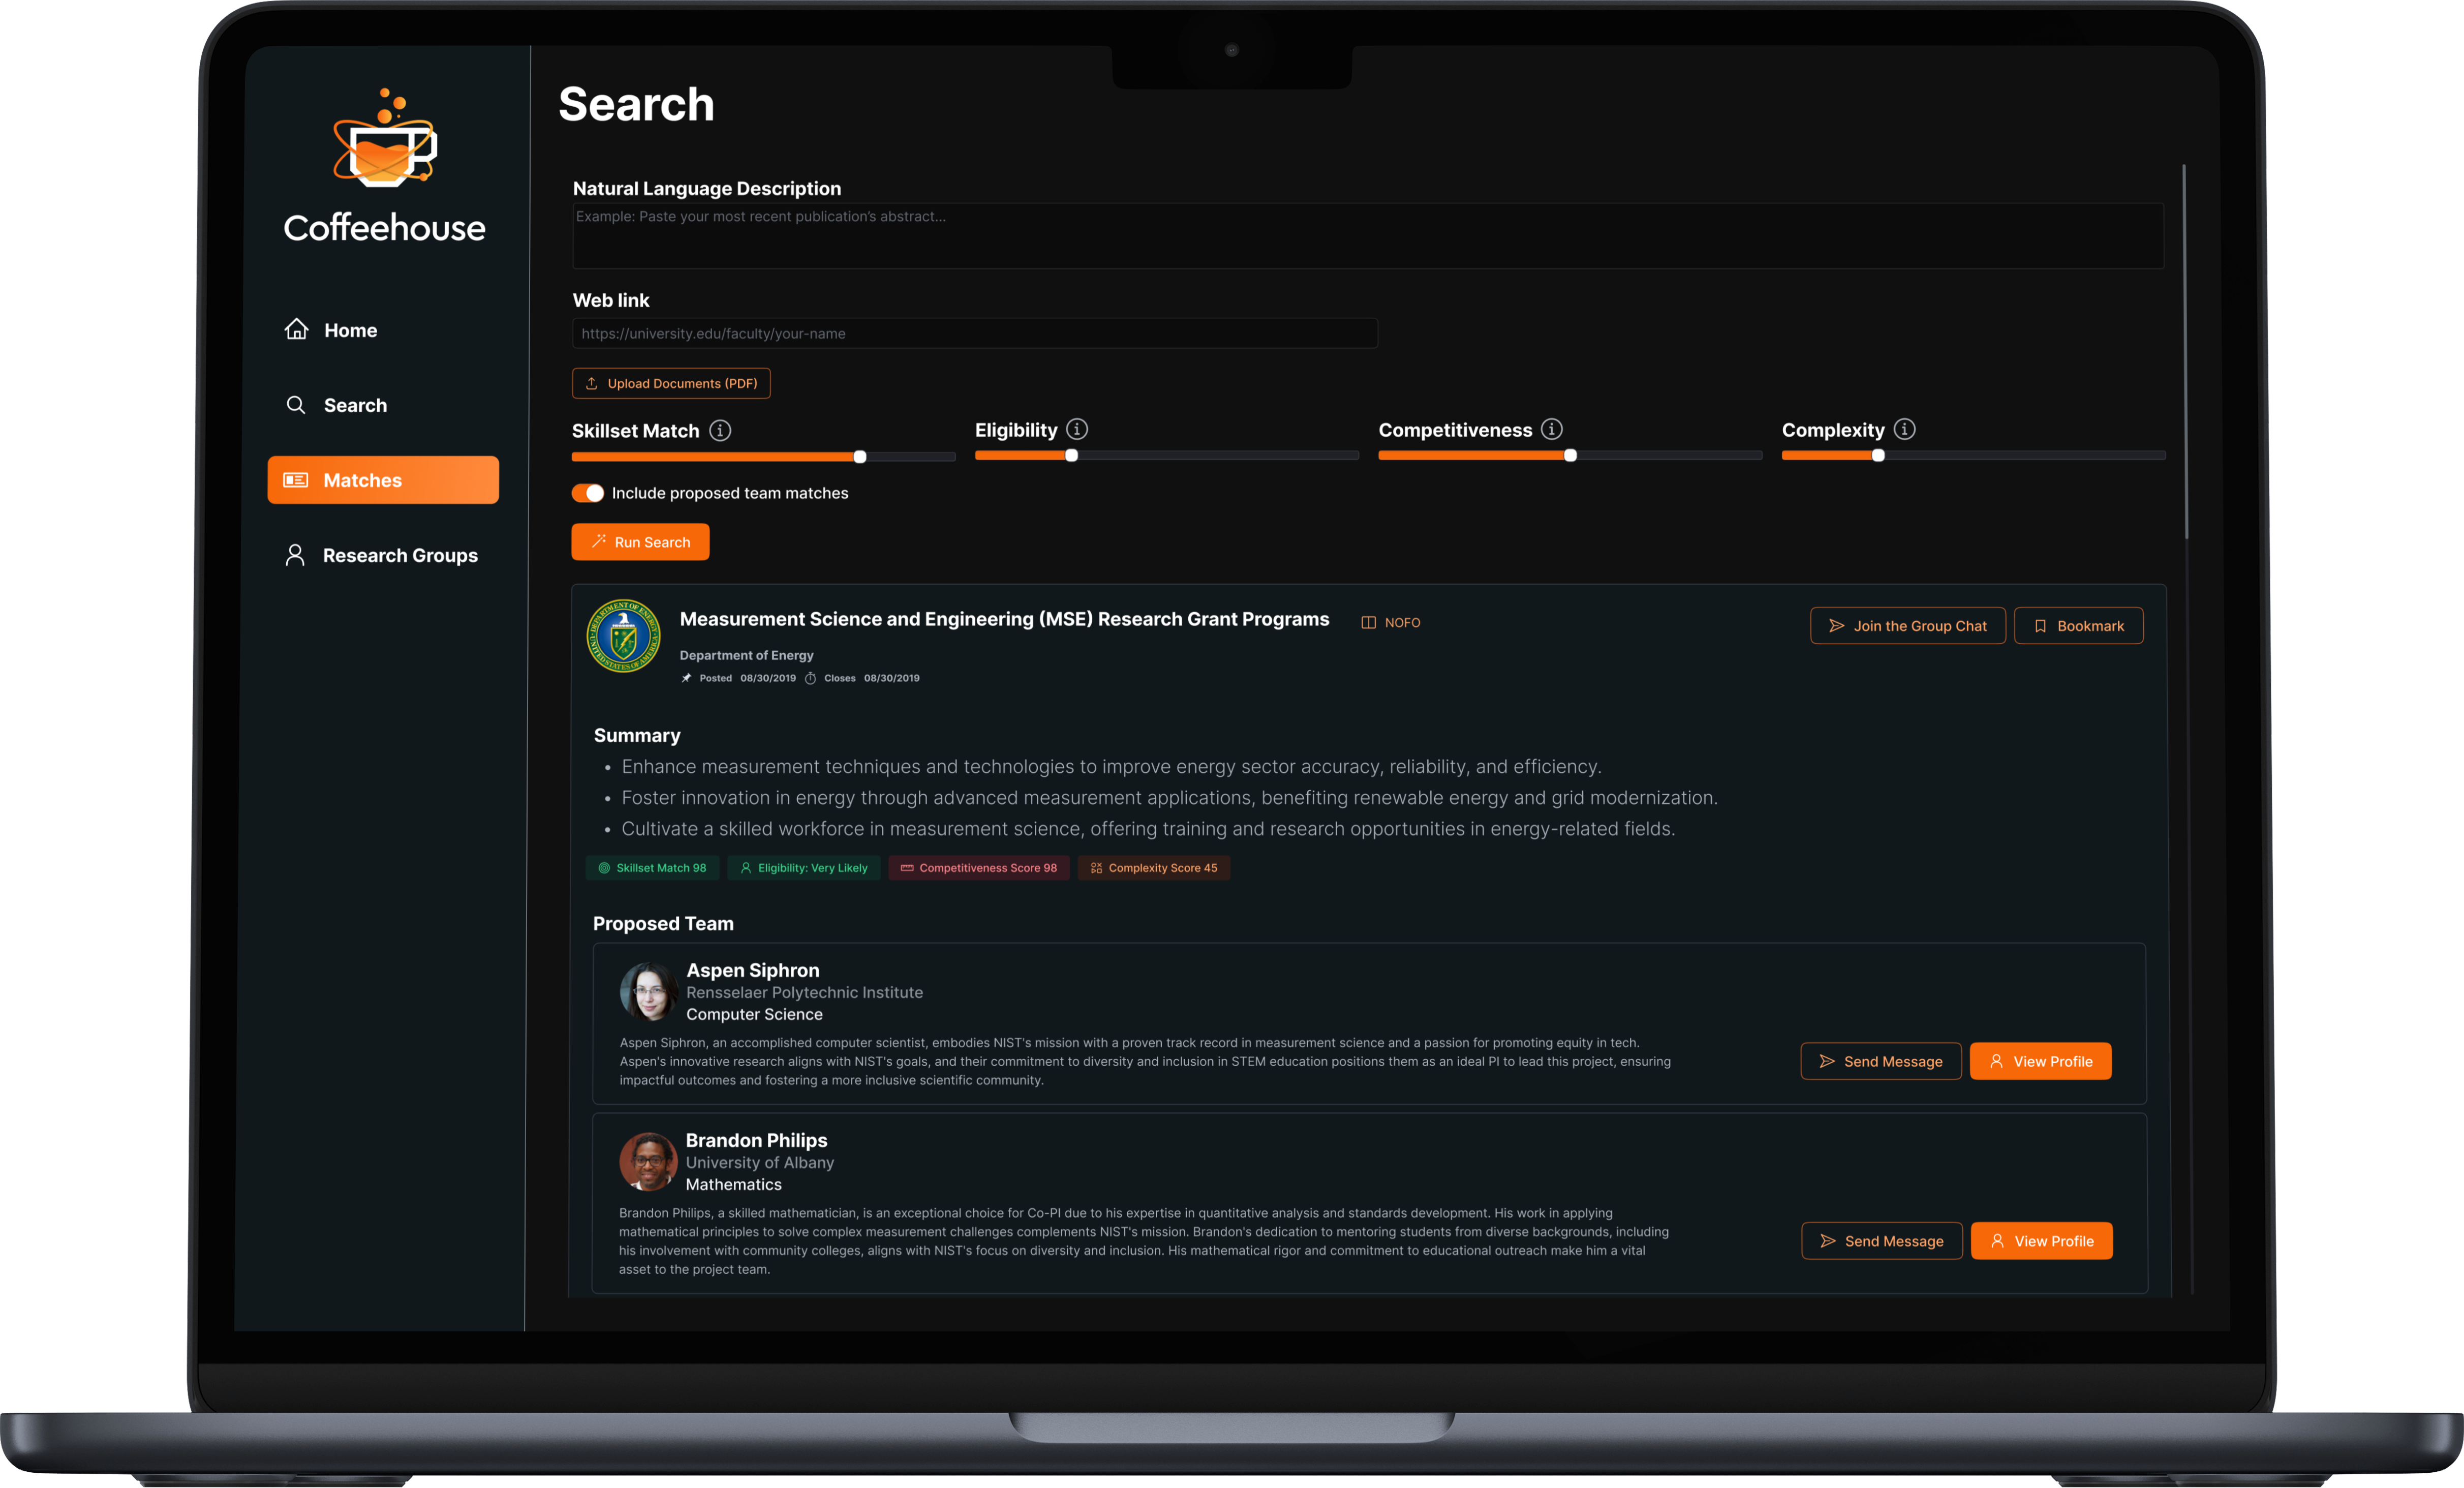 Coffeehouse
Home
Search
Matches
Research Groups
Search
Natural Language Description
Example: Paste your most recent publication's abstract...
Web link
https://university.edu/faculty/your-name
Upload Documents (PDF)
Skillset Match
Eligibility
Competitiveness
Complexity
Include proposed team matches
Run Search
Measurement Science and Engineering (MSE) Research Grant Programs
NOFO
Join the Group Chat
Bookmark
Department of Energy
Posted 08/30/2019 Closes 08/30/2019
Summary
• Enhance measurement techniques and technologies to improve energy sector accuracy, reliability, and efficiency.
• Foster innovation in energy through advanced measurement applications, benefiting renewable energy and grid modernization.
• Cultivate a skilled workforce in measurement science, offering training and research opportunities in energy-related fields.
Skillset Match 98
Eligibility: Very Likely
Competitiveness Score 98
Complexity Score 45
Proposed Team
Aspen Siphron
Rensselaer Polytechnic Institute
Computer Science
Aspen Siphron, an accomplished computer scientist, embodies NIST's mission with a proven track record in measurement science and a passion for promoting equity in tech.
Aspen's innovative research aligns with NIST's goals, and their commitment to diversity and inclusion in STEM education positions them as an ideal PI to lead this project, ensuring
impactful outcomes and fostering a more inclusive scientific community.
Send Message
View Profile
Brandon Philips
University of Albany
Mathematics
Brandon Philips, a skilled mathematician, is an exceptional choice for Co-PI due to his expertise in quantitative analysis and standards development. His work in applying
mathematical principles to solve complex measurement challenges complements NIST's mission. Brandon's dedication to mentoring students from diverse backgrounds, including
his involvement with community colleges, aligns with NIST's focus on diversity and inclusion. His mathematical rigor and commitment to educational outreach make him a vital
asset to the project team.
Send Message
View Profile
DEPARTMENT OF ENERGY
UNITED STATES OF AMERICA